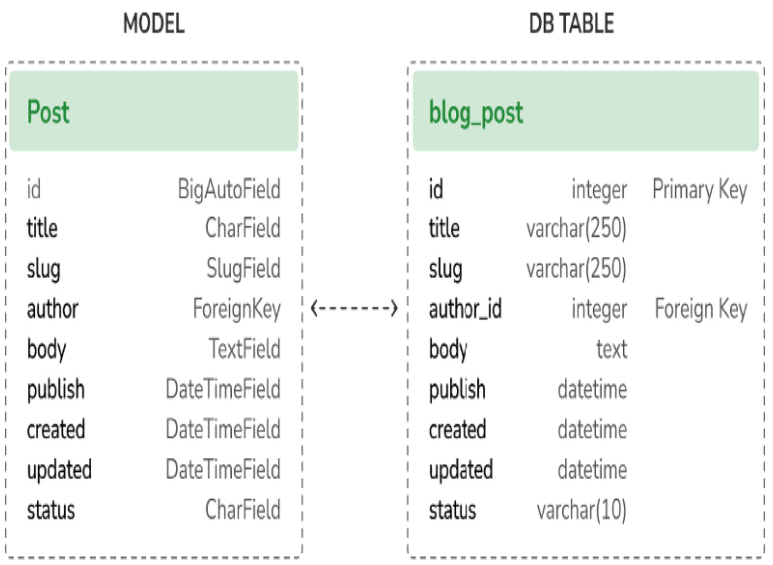 MODEL DB TABLE
Post blog_post
id BigAutoField id integer Primary Key
title CharField title varchar(250)
slug SlugField slug varchar(250)
author ForeignKey author_id integer Foreign Key
body TextField body text
publish DateTimeField publish datetime
created DateTimeField created datetime
updated DateTimeField updated datetime
status CharField status varchar(10)